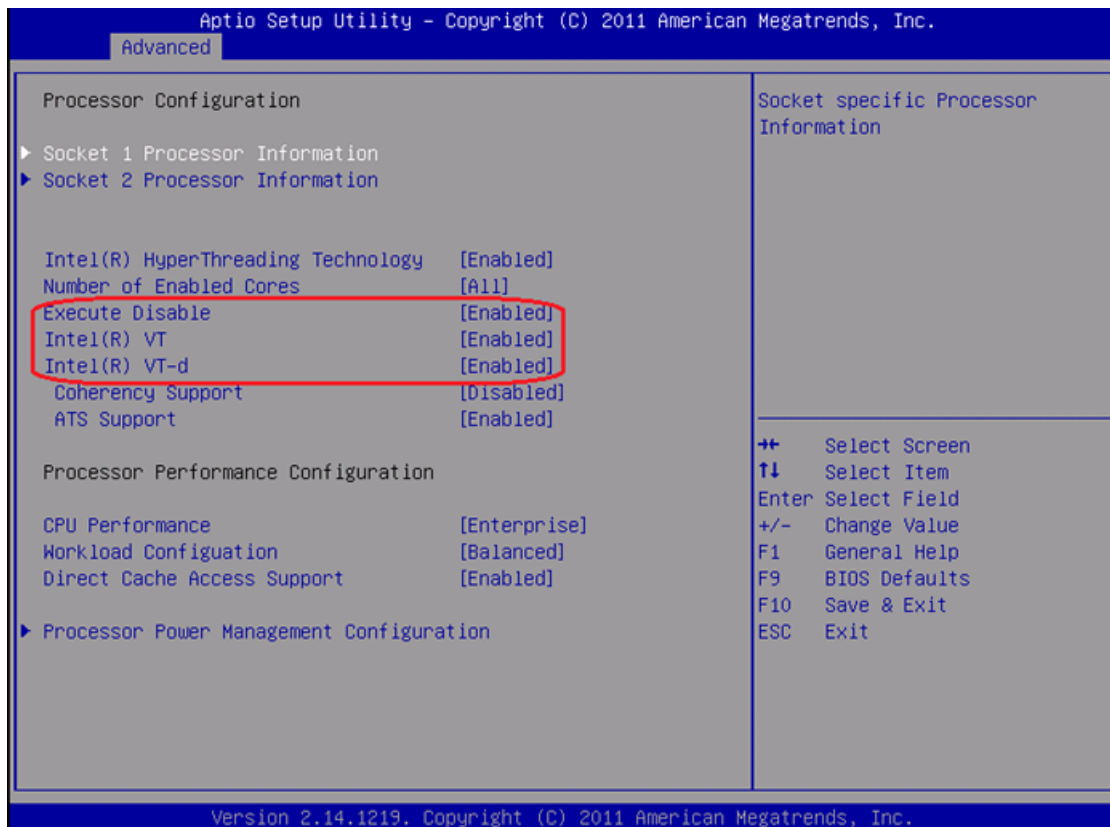 Aptio Setup Utility – Copyright (C) 2011 American Megatrends, Inc.
Advanced
Processor Configuration
Socket 1 Processor Information
Socket 2 Processor Information
Intel(R) HyperThreading Technology [Enabled]
Number of Enabled Cores [All]
Execute Disable [Enabled]
Intel(R) VT [Enabled]
Intel(R) VT-d [Enabled]
Coherency Support [Disabled]
ATS Support [Enabled]
Processor Performance Configuration
CPU Performance [Enterprise]
Workload Configuation [Balanced]
Direct Cache Access Support [Enabled]
Processor Power Management Configuration
Socket specific Processor
Information
→← Select Screen
↑↓ Select Item
Enter Select Field
+/- Change Value
F1 General Help
F9 BIOS Defaults
F10 Save & Exit
ESC Exit
Version 2.14.1219. Copyright (C) 2011 American Megatrends, Inc.